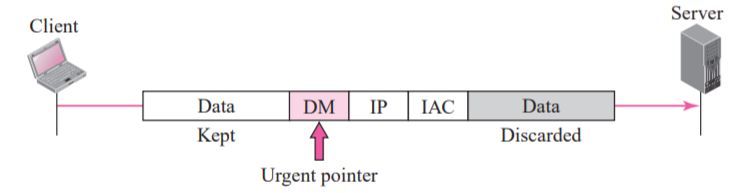 Client
Server
Data
DM
IP
IAC
Data
Kept
Discarded
Urgent pointer